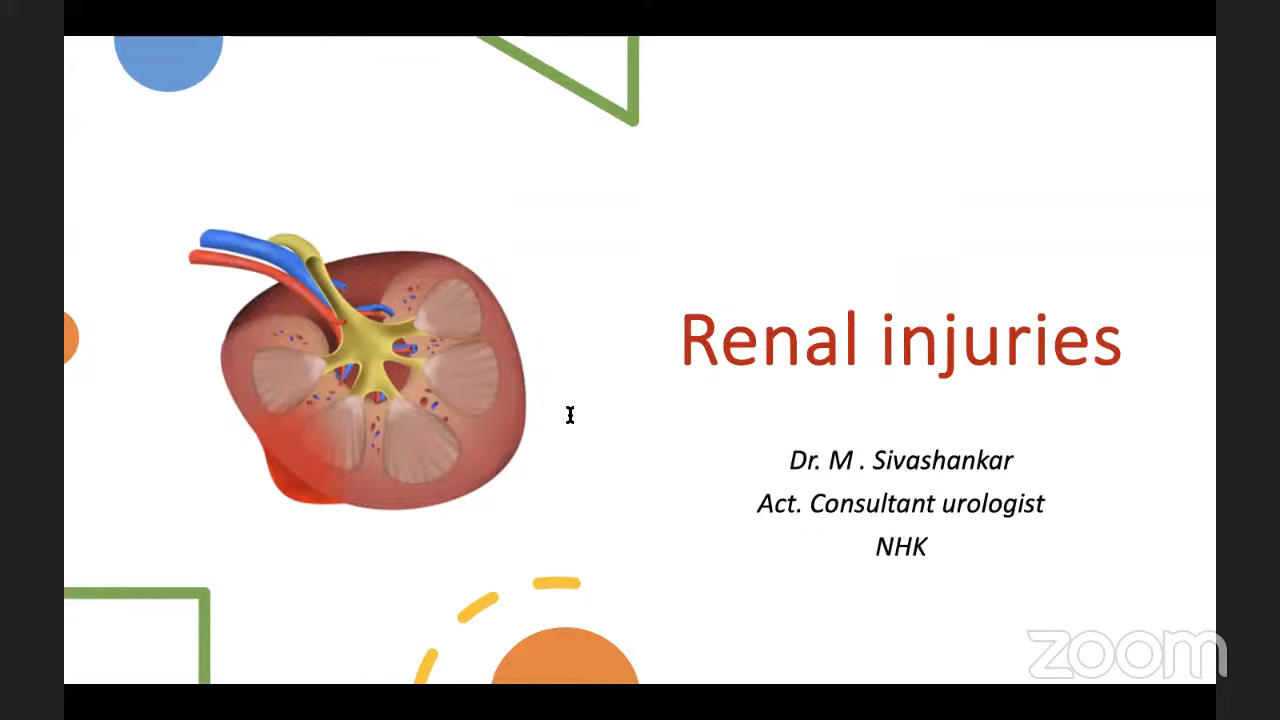 Renal injuries
Dr. M . Sivashankar
Act. Consultant urologist
NHK
zoom